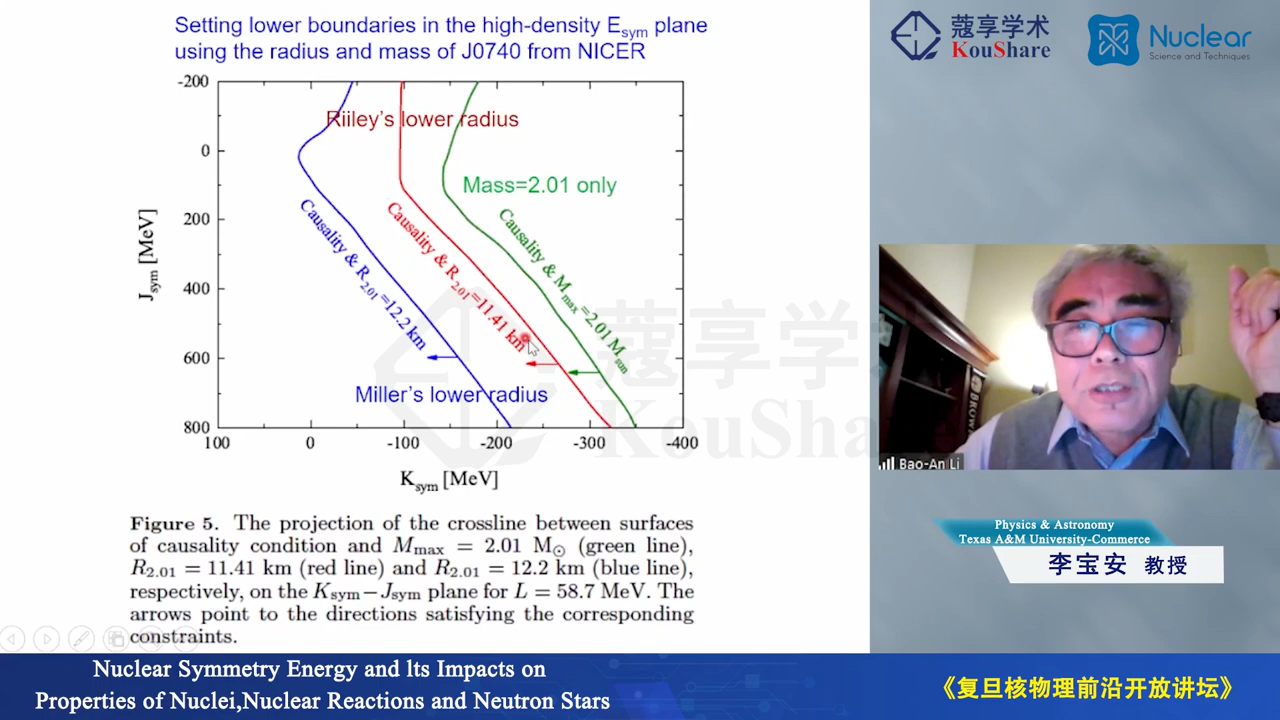 Setting lower boundaries in the high-density Esym plane
using the radius and mass of J0740 from NICER
-200
0
200
400
600
800
Jsym [MeV]
Riiley's lower radius
Mass=2.01 only
Causality & R2.01=12.2 km
Causality & R2.01=11.41 km
Causality & Mmax=2.01 Msun
Miller's lower radius
100
0
-100
-200
-300
-400
Ksym [MeV]
Figure 5. The projection of the crossline between surfaces
of causality condition and Mmax = 2.01 M⊙ (green line),
R2.01 = 11.41 km (red line) and R2.01 = 12.2 km (blue line),
respectively, on the Ksym−Jsym plane for L = 58.7 MeV. The
arrows point to the directions satisfying the corresponding
constraints.
蔻享学术
KouShare
蔻享学术
KouShare
Nuclear
Science and Techniques
BROWN
Bao-An Li
Physics & Astronomy
Texas A&M University-Commerce
李宝安 教授
Nuclear Symmetry Energy and lts Impacts on
Properties of Nuclei,Nuclear Reactions and Neutron Stars
《复旦核物理前沿开放讲坛》